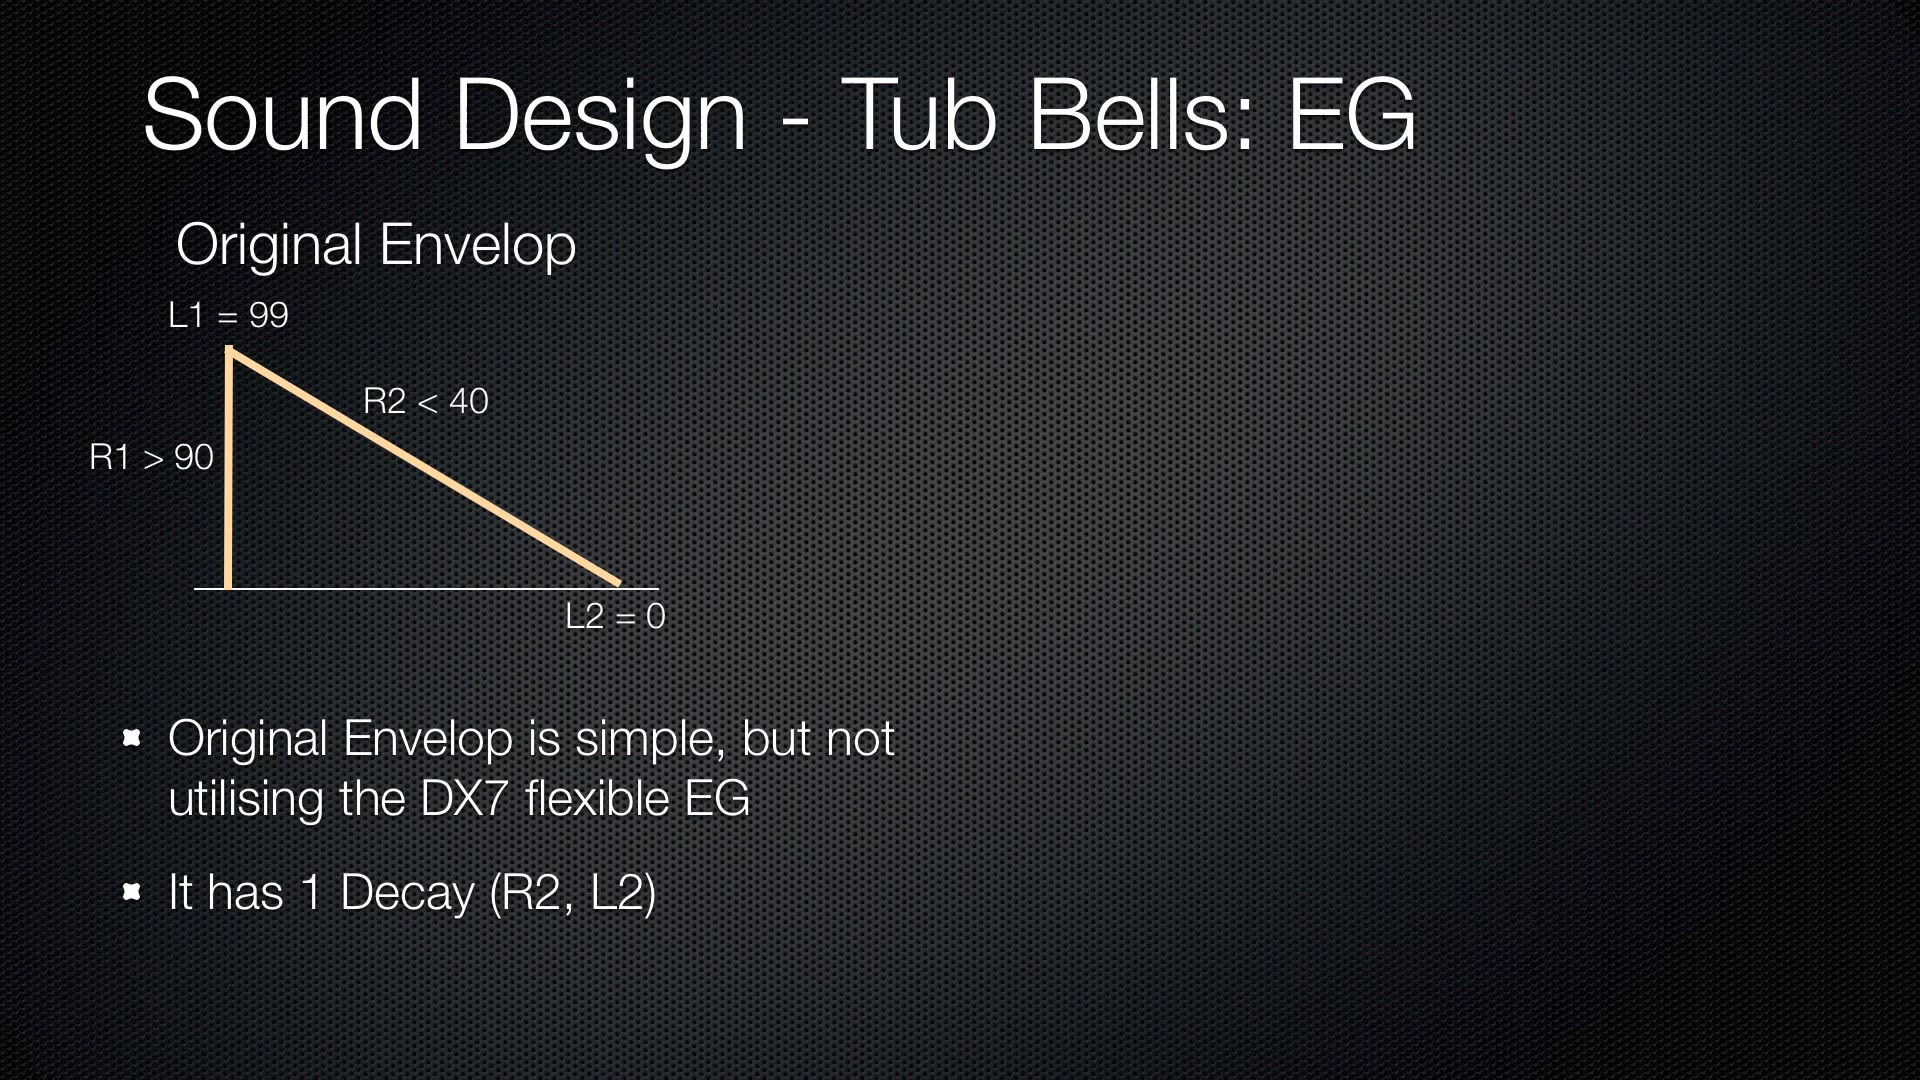 Sound Design - Tub Bells: EG
Original Envelop
L1 = 99
R2 < 40
R1 > 90
L2 = 0
Original Envelop is simple, but not
utilising the DX7 flexible EG
It has 1 Decay (R2, L2)